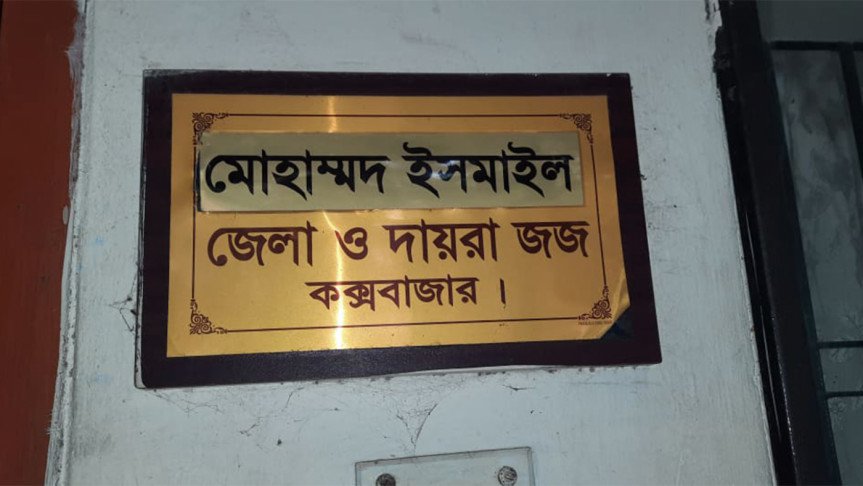 মোহাম্মদ ইসমাইল
জেলা ও দায়রা জজ
কক্সবাজার ।